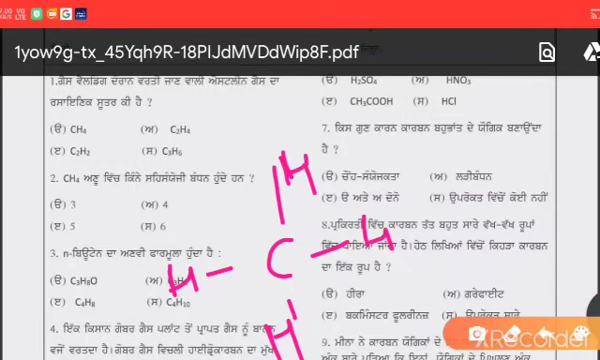 1yow9g-tx_45Yqh9R-18PIJdMVDdWip8F.pdf
1.ਗੈਸ ਵੈਲਡਿੰਗ ਦੌਰਾਨ ਵਰਤੀ ਜਾਣ ਵਾਲੀ ਐਸਟਲੀਨ ਗੈਸ ਦਾ
ਰਸਾਇਣਿਕ ਸੂਤਰ ਕੀ ਹੈ ?
(ੳ) CH₄ (ਅ) C₂H₄
(ੲ) C₂H₂ (ਸ) C₃H₆
2. CH₄ ਅਣੂ ਵਿੱਚ ਕਿੰਨੇ ਸਹਿਸੰਯੋਜੀ ਬੰਧਨ ਹੁੰਦੇ ਹਨ ?
(ੳ) 3 (ਅ) 4
(ੲ) 5 (ਸ) 6
3. n-ਬਿਊਟੇਨ ਦਾ ਅਣਵੀ ਫਾਰਮੂਲਾ ਹੁੰਦਾ ਹੈ :
(ੳ) C₃H₈O (ਅ)
(ੲ) C₄H₈ (ਸ) C₄H₁₀
4. ਇੱਕ ਕਿਸਾਨ ਗੋਬਰ ਗੈਸ ਪਲਾਂਟ ਤੋਂ ਪ੍ਰਾਪਤ ਗੈਸ ਨੂੰ
ਵਜੋਂ ਵਰਤਦਾ ਹੈ।ਗੋਬਰ ਗੈਸ ਵਿਚਲੀ ਹਾਈਡ੍ਰੋਕਾਰਬਨ ਦਾ ਮੁੱਖ
(ੳ) H₂SO₄ (ਅ) HNO₃
(ੲ) CH₃COOH (ਸ) HCl
7. ਕਿਸ ਗੁਣ ਕਾਰਨ ਕਾਰਬਨ ਬਹੁਭਾਂਤ ਦੇ ਯੋਗਿਕ ਬਣਾਉਂਦਾ
ਹੈ ?
(ੳ) ਚੌਹ-ਸੰਯੋਜਕਤਾ (ਅ) ਲੜੀਬੰਧਨ
(ੲ) ੳ ਅਤੇ ਅ ਦੋਨੋ (ਸ) ਉਪਰੋਕਤ ਵਿੱਚੋਂ ਕੋਈ ਨਹੀਂ
8.ਪ੍ਰਕਿਰਤੀ ਵਿੱਚ ਕਾਰਬਨ ਤੱਤ ਬਹੁਤ ਸਾਰੇ ਵੱਖ-ਵੱਖ ਰੂਪਾਂ
ਵਿੱਚ ਪਾਇਆ ਜਾਂਦਾ ਹੈ। ਹੇਠ ਲਿਖਿਆਂ ਵਿੱਚੋਂ ਕਿਹੜਾ ਕਾਰਬਨ
ਦਾ ਇੱਕ ਰੂਪ ਹੈ ?
(ੳ) ਹੀਰਾ (ਅ) ਗਰੇਫਾਈਟ
(ੲ) ਬਕਮਿੰਸਟਰ ਫੂਲਰੀਨਜ਼ (ਸ) ਉਪਰੋਕਤ ਸਾਰੇ
9. ਮੀਨਾ ਨੇ ਕਾਰਬਨ ਯੋਗਿਕਾਂ ਦੇ
H
H – C – H
H
XRecorder